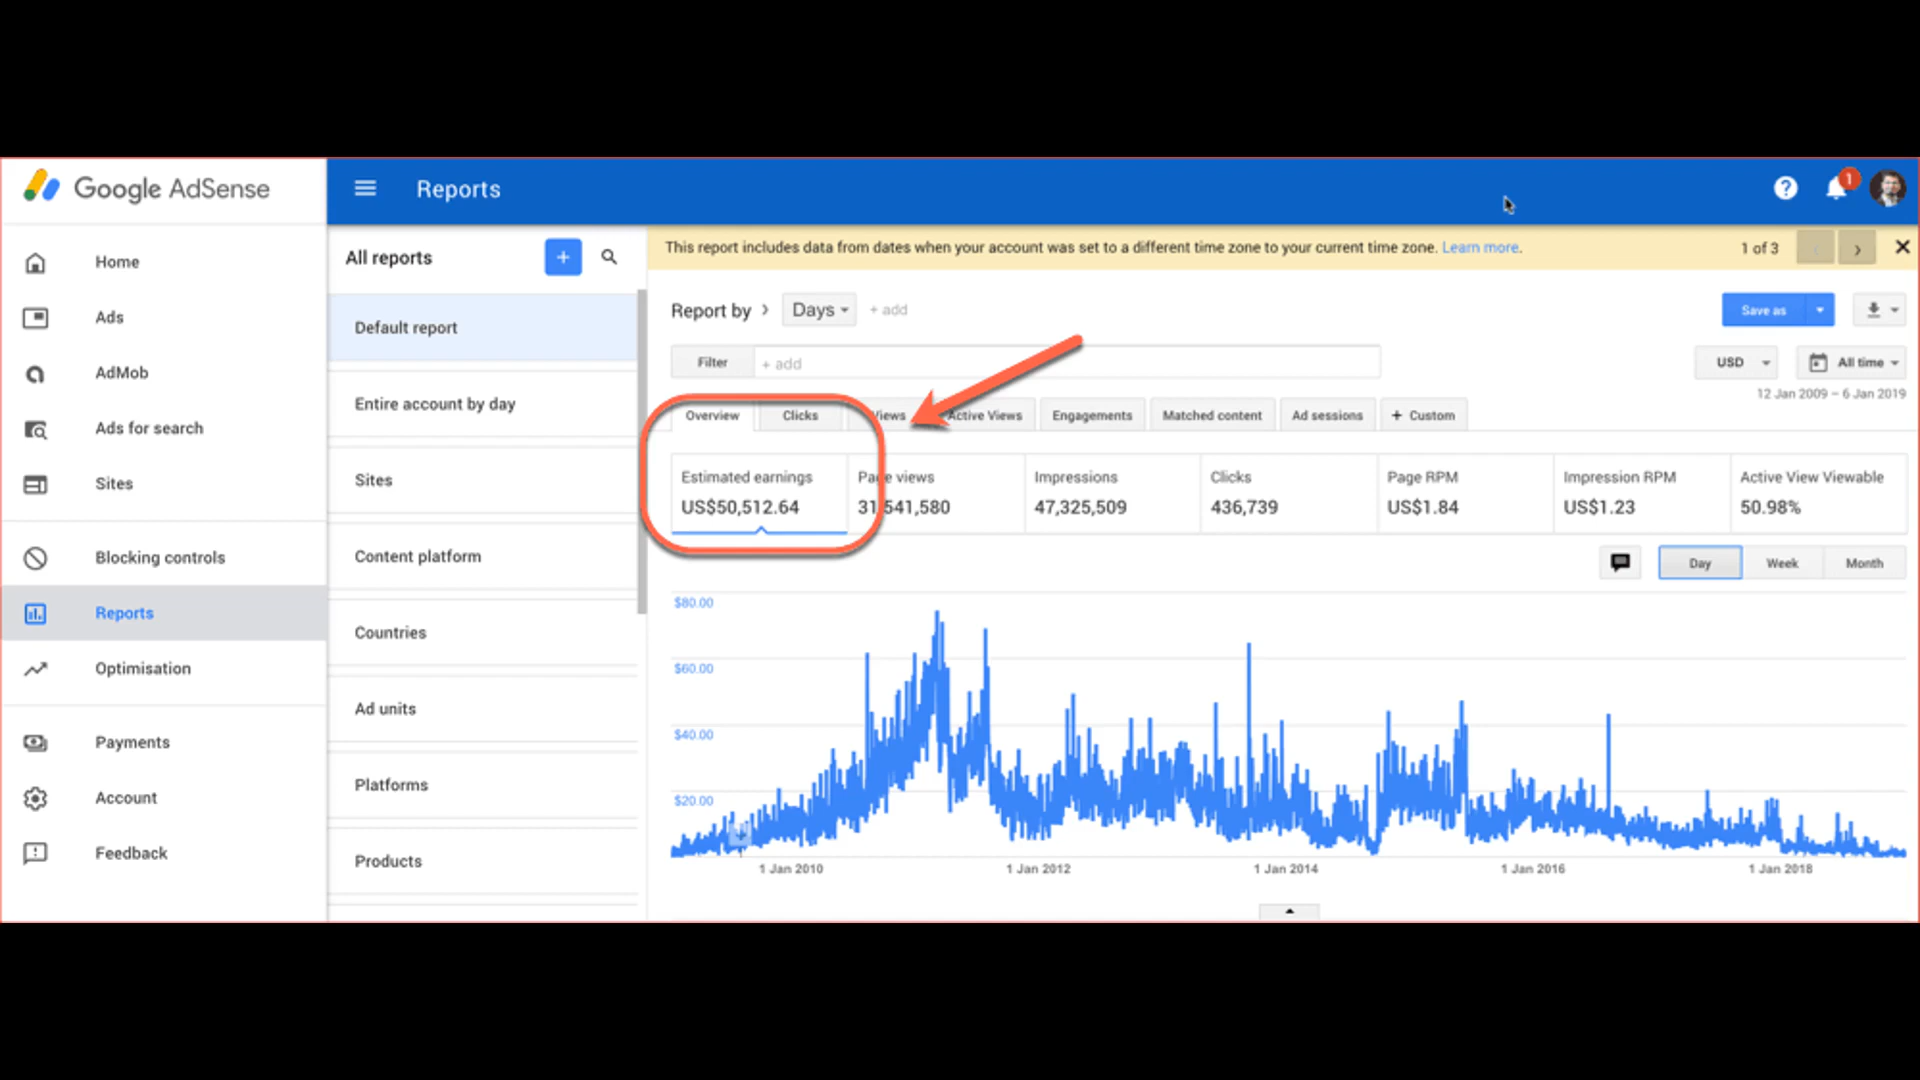 Google AdSense
Reports
1
Home
Ads
AdMob
Ads for search
Sites
Blocking controls
Reports
Optimisation
Payments
Account
Feedback
All reports
+
Default report
Entire account by day
Sites
Content platform
Countries
Ad units
Platforms
Products
This report includes data from dates when your account was set to a different time zone to your current time zone. Learn more.
1 of 3
Report by > Days + add
Save as
Filter + add
USD All time
12 Jan 2009 – 6 Jan 2019
Overview Clicks Views Active Views Engagements Matched content Ad sessions + Custom
Estimated earnings Page views Impressions Clicks Page RPM Impression RPM Active View Viewable
US$50,512.64 31,541,580 47,325,509 436,739 US$1.84 US$1.23 50.98%
Day Week Month
$80.00
$60.00
$40.00
$20.00
1 Jan 2010 1 Jan 2012 1 Jan 2014 1 Jan 2016 1 Jan 2018